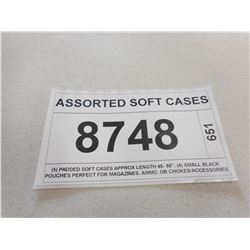 ASSORTED SOFT CASES
8748
651
(5) PADDED SOFT CASES APPROX LENGTH 46- 50", (4) SMALL BLACK
POUCHES PERFECT FOR MAGAZINES, AMMO, OR CHOKES/ACCESSORIES